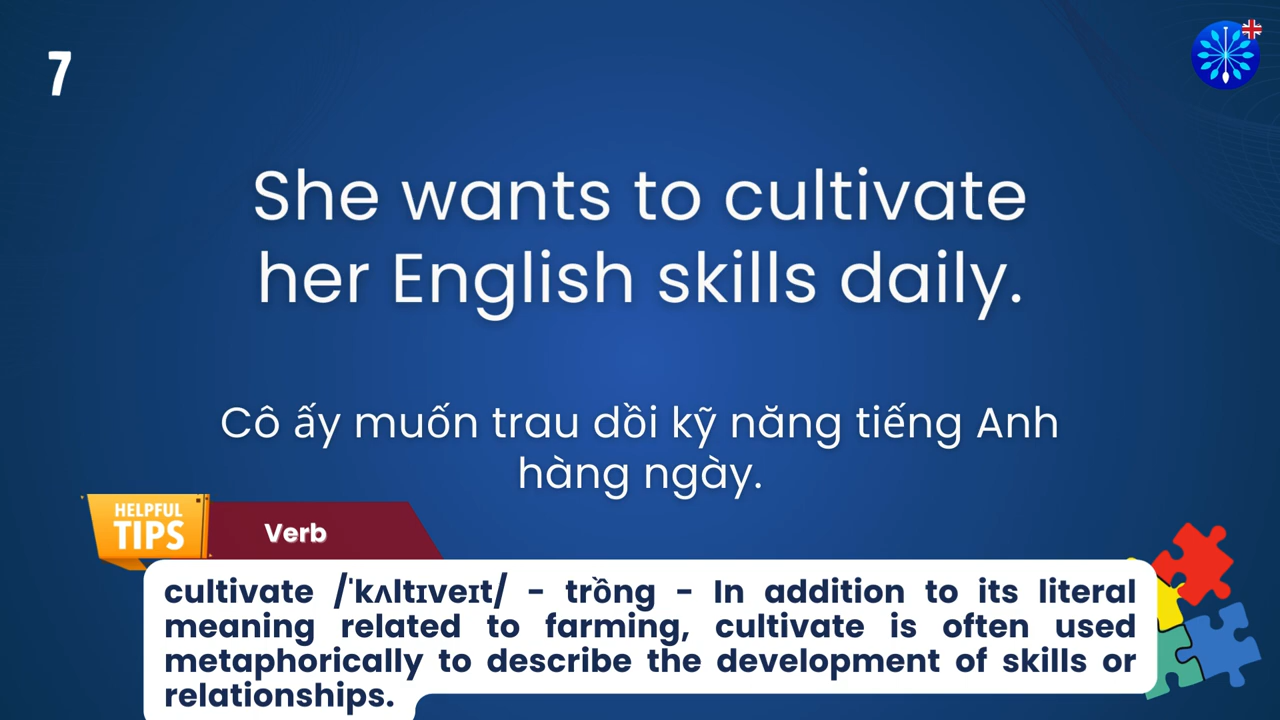 7
She wants to cultivate
her English skills daily.
Cô ấy muốn trau dồi kỹ năng tiếng Anh
hàng ngày.
HELPFUL
TIPS
Verb
cultivate /ˈkʌltɪveɪt/ - trồng - In addition to its literal
meaning related to farming, cultivate is often used
metaphorically to describe the development of skills or
relationships.